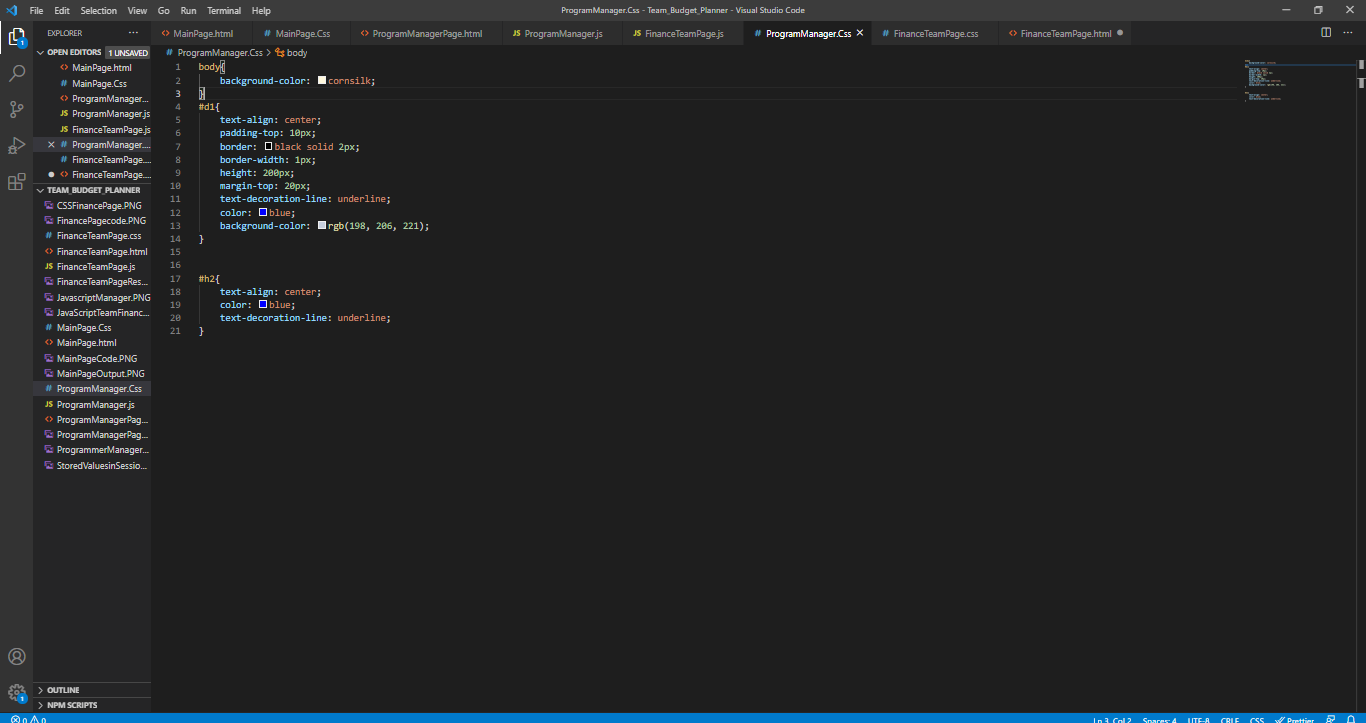 File Edit Selection View Go Run Terminal Help
ProgramManager.Css - Team_Budget_Planner - Visual Studio Code
EXPLORER
MainPage.html
MainPage.Css
ProgramManagerPage.html
ProgramManager.js
FinanceTeamPage.js
ProgramManager.Css
FinanceTeamPage.css
FinanceTeamPage.html
OPEN EDITORS 1 UNSAVED
MainPage.html
MainPage.Css
ProgramManager...
ProgramManager.js
FinanceTeamPage.js
ProgramManager....
FinanceTeamPage....
FinanceTeamPage....
TEAM_BUDGET_PLANNER
CSSFinancePage.PNG
FinancePagecode.PNG
FinanceTeamPage.css
FinanceTeamPage.html
FinanceTeamPage.js
FinanceTeamPageRes...
JavascriptManager.PNG
JavaScriptTeamFinanc...
MainPage.Css
MainPage.html
MainPageCode.PNG
MainPageOutput.PNG
ProgramManager.Css
ProgramManager.js
ProgramManagerPag...
ProgramManagerPag...
ProgrammerManager...
StoredValuesinSessio...
OUTLINE
NPM SCRIPTS
ProgramManager.Css > body
1 body{
2 background-color: cornsilk;
3 }
4 #d1{
5 text-align: center;
6 padding-top: 10px;
7 border: black solid 2px;
8 border-width: 1px;
9 height: 200px;
10 margin-top: 20px;
11 text-decoration-line: underline;
12 color: blue;
13 background-color: rgb(198, 206, 221);
14 }
15
16
17 #h2{
18 text-align: center;
19 color: blue;
20 text-decoration-line: underline;
21 }
0 0 Ln 3, Col 2 Spaces: 4 UTF-8 CRLF CSS Prettier